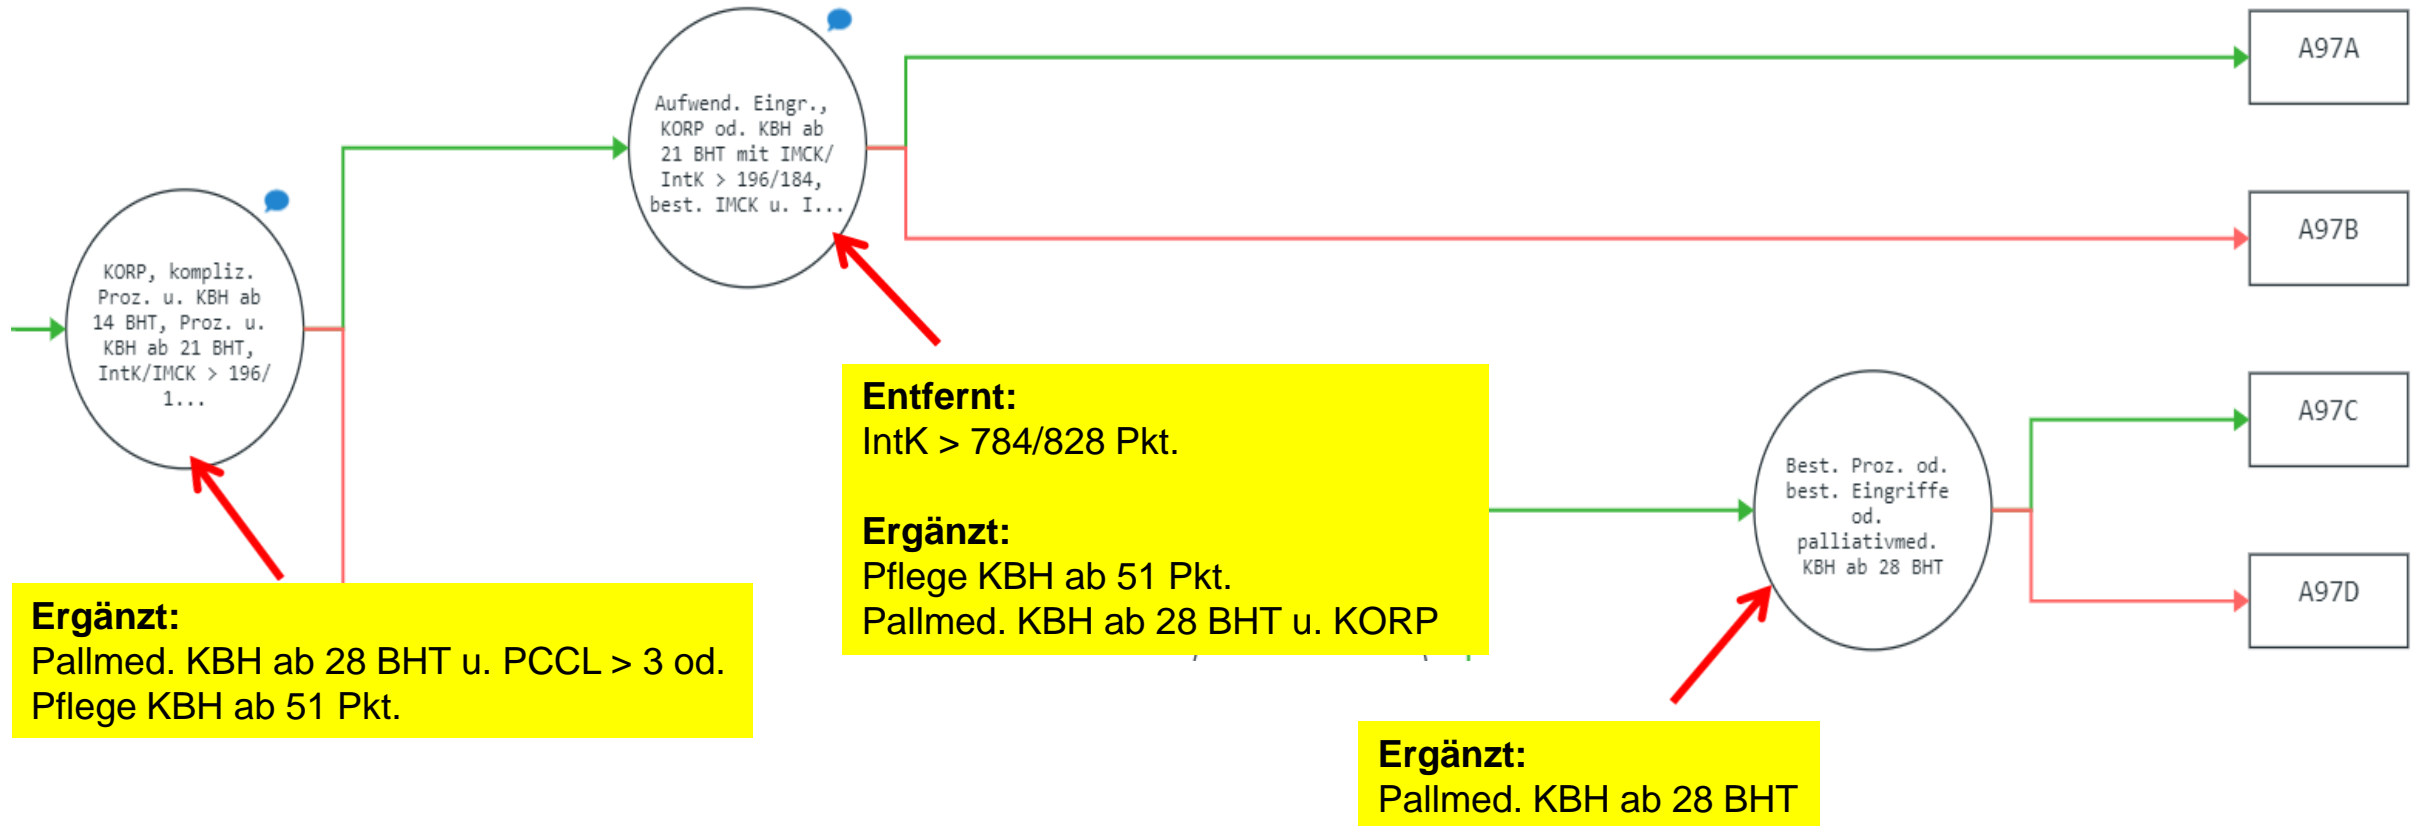 KORP, kompliz.
Proz. u. KBH ab
14 BHT, Proz. u.
KBH ab 21 BHT,
IntK/IMCK > 196/
1...
Ergänzt:
Pallmed. KBH ab 28 BHT u. PCCL > 3 od.
Pflege KBH ab 51 Pkt.
Aufwend. Eingr.,
KORP od. KBH ab
21 BHT mit IMCK/
IntK > 196/184,
best. IMCK u. I...
Entfernt:
IntK > 784/828 Pkt.
Ergänzt:
Pflege KBH ab 51 Pkt.
Pallmed. KBH ab 28 BHT u. KORP
Best. Proz. od.
best. Eingriffe
od.
palliativmed.
KBH ab 28 BHT
Ergänzt:
Pallmed. KBH ab 28 BHT
A97A
A97B
A97C
A97D